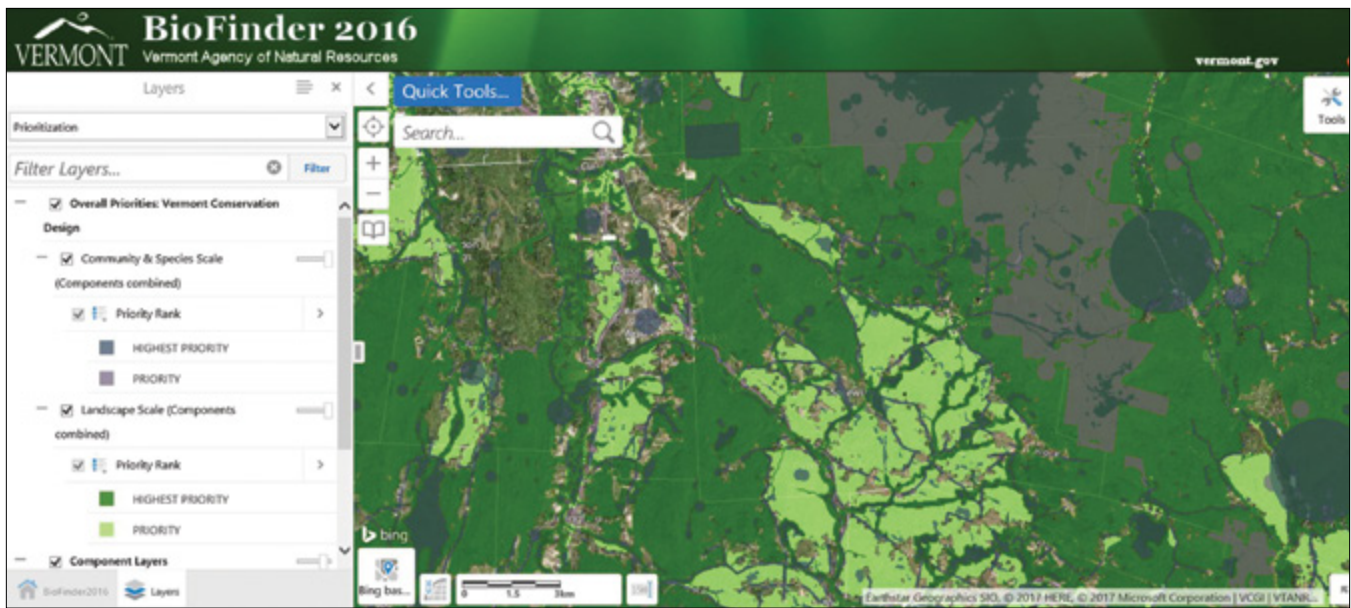 VERMONT
BioFinder 2016
Vermont Agency of Natural Resources
vermont.gov
Layers
Prioritization
Filter Layers...
Filter
Overall Priorities: Vermont Conservation
Design
Community & Species Scale
(Components combined)
Priority Rank
HIGHEST PRIORITY
PRIORITY
Landscape Scale (Components
combined)
Priority Rank
HIGHEST PRIORITY
PRIORITY
Component Layers
BioFinder2016
Layers
Quick Tools...
Search...
Tools
bing
Bing bas...
0 1.5 3km
Earthstar Geographics SIO, © 2017 HERE, © 2017 Microsoft Corporation | VCGI | VTANR...